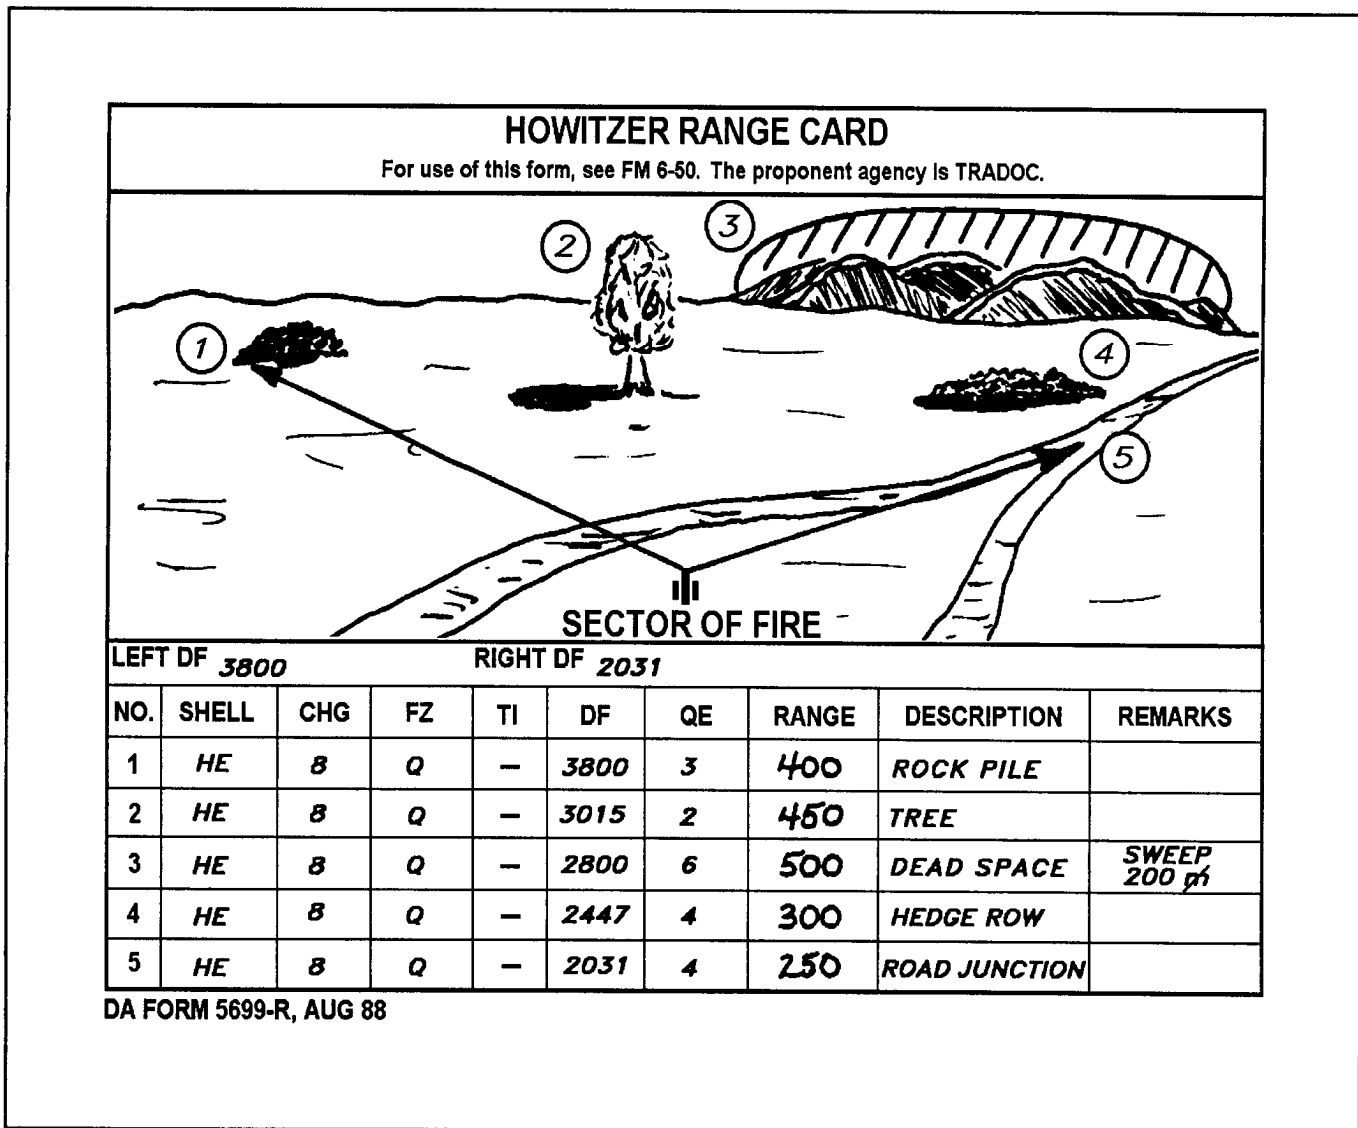 HOWITZER RANGE CARD
For use of this form, see FM 6-50. The proponent agency is TRADOC.
3
2
1
4
5
SECTOR OF FIRE
LEFT DF 3800 RIGHT DF 2031
NO. SHELL CHG FZ TI DF QE RANGE DESCRIPTION REMARKS
1 HE 8 Q – 3800 3 400 ROCK PILE
2 HE 8 Q – 3015 2 450 TREE
3 HE 8 Q – 2800 6 500 DEAD SPACE SWEEP 200 m
4 HE 8 Q – 2447 4 300 HEDGE ROW
5 HE 8 Q – 2031 4 250 ROAD JUNCTION
DA FORM 5699-R, AUG 88